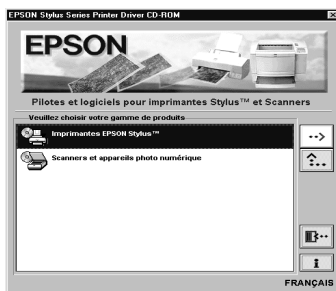 EPSON Stylus Series Printer Driver CD-ROM
EPSON
Pilotes et logiciels pour imprimantes Stylus™ et Scanners
Veuillez choisir votre gamme de produits
Imprimantes EPSON Stylus™
Scanners et appareils photo numérique
FRANÇAIS